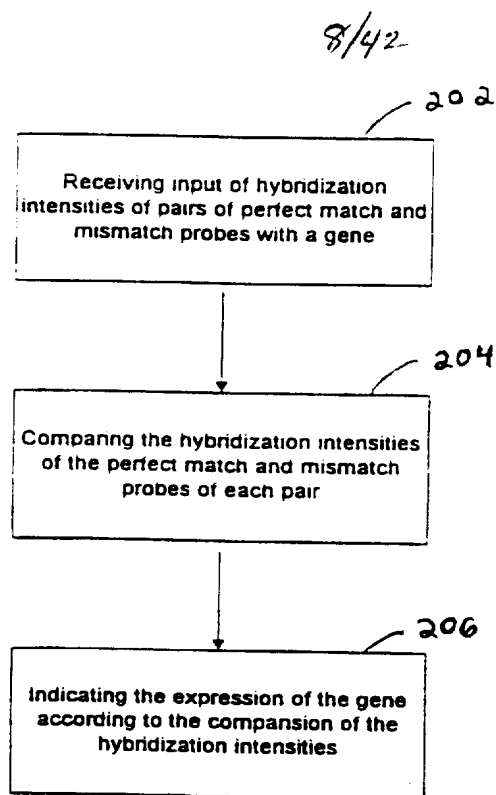 8/42
202
Receiving input of hybridization
intensities of pairs of perfect match and
mismatch probes with a gene
204
Comparing the hybridization intensities
of the perfect match and mismatch
probes of each pair
206
Indicating the expression of the gene
according to the compansion of the
hybridization intensities